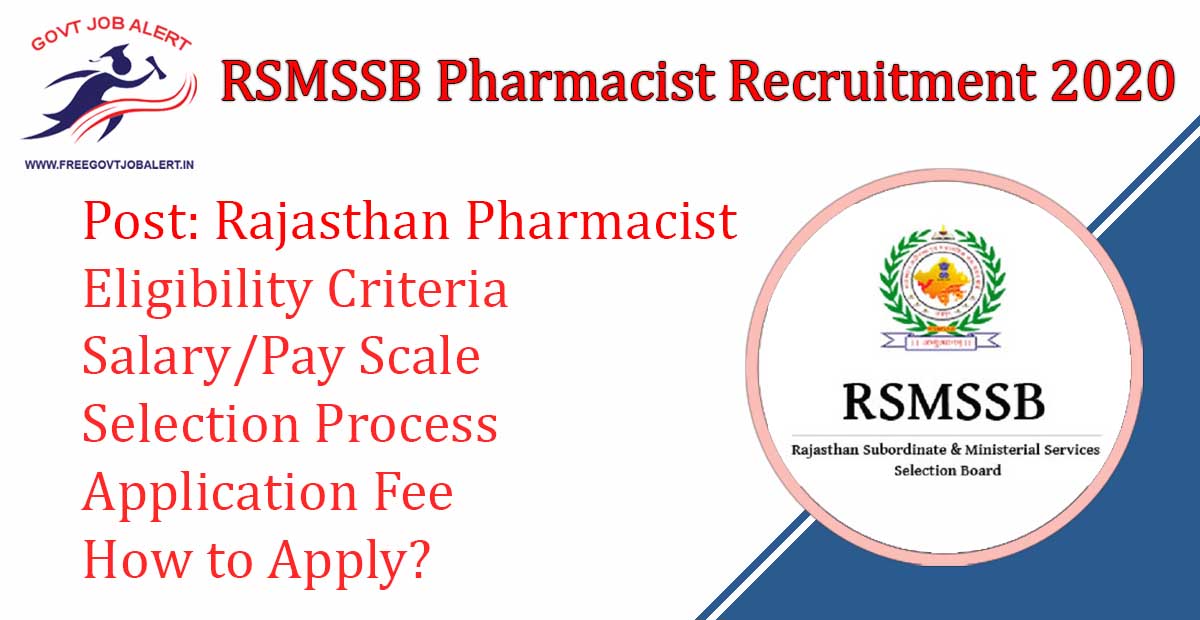 GOVT JOB ALERT
WWW.FREEGOVTJOBALERT.IN
RSMSSB Pharmacist Recruitment 2020
Post: Rajasthan Pharmacist
Eligibility Criteria
Salary/Pay Scale
Selection Process
Application Fee
How to Apply?
RSMSSB
Rajasthan Subordinate & Ministerial Services
Selection Board